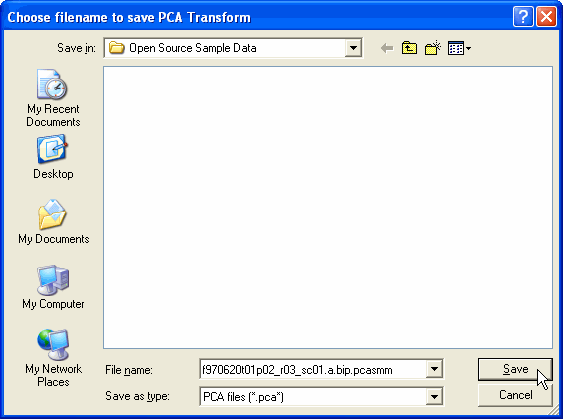 Choose filename to save PCA Transform
Save in: Open Source Sample Data
My Recent
Documents
Desktop
My Documents
My Computer
My Network
Places
File name: f970620t01p02_r03_sc01.a.bip.pcasmm Save
Save as type: PCA files (*.pca*) Cancel